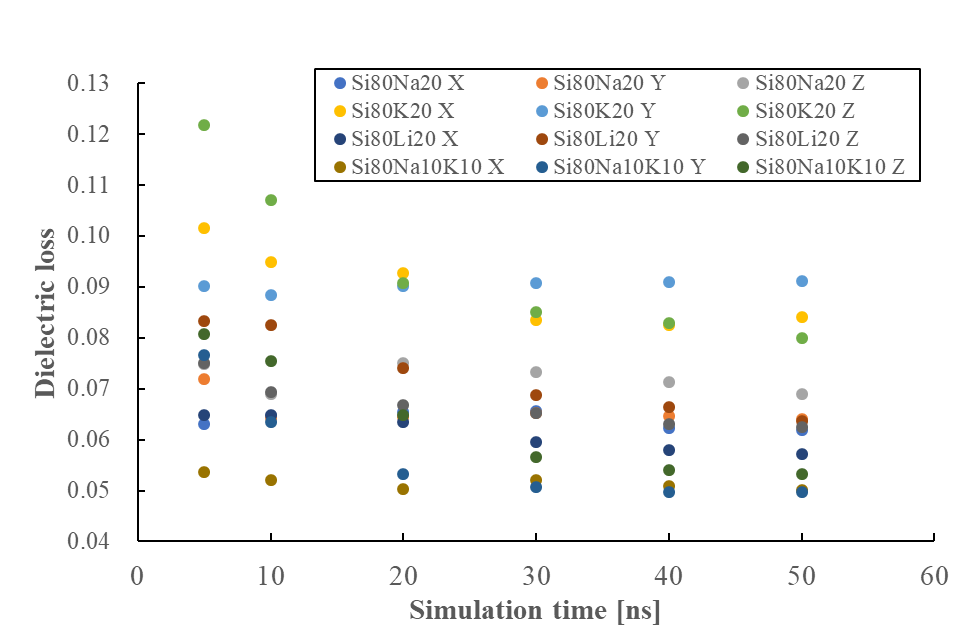 Si80Na20 X Si80Na20 Y Si80Na20 Z
Si80K20 X Si80K20 Y Si80K20 Z
Si80Li20 X Si80Li20 Y Si80Li20 Z
Si80Na10K10 X Si80Na10K10 Y Si80Na10K10 Z
Dielectric loss
0.13
0.12
0.11
0.10
0.09
0.08
0.07
0.06
0.05
0.04
0 10 20 30 40 50 60
Simulation time [ns]